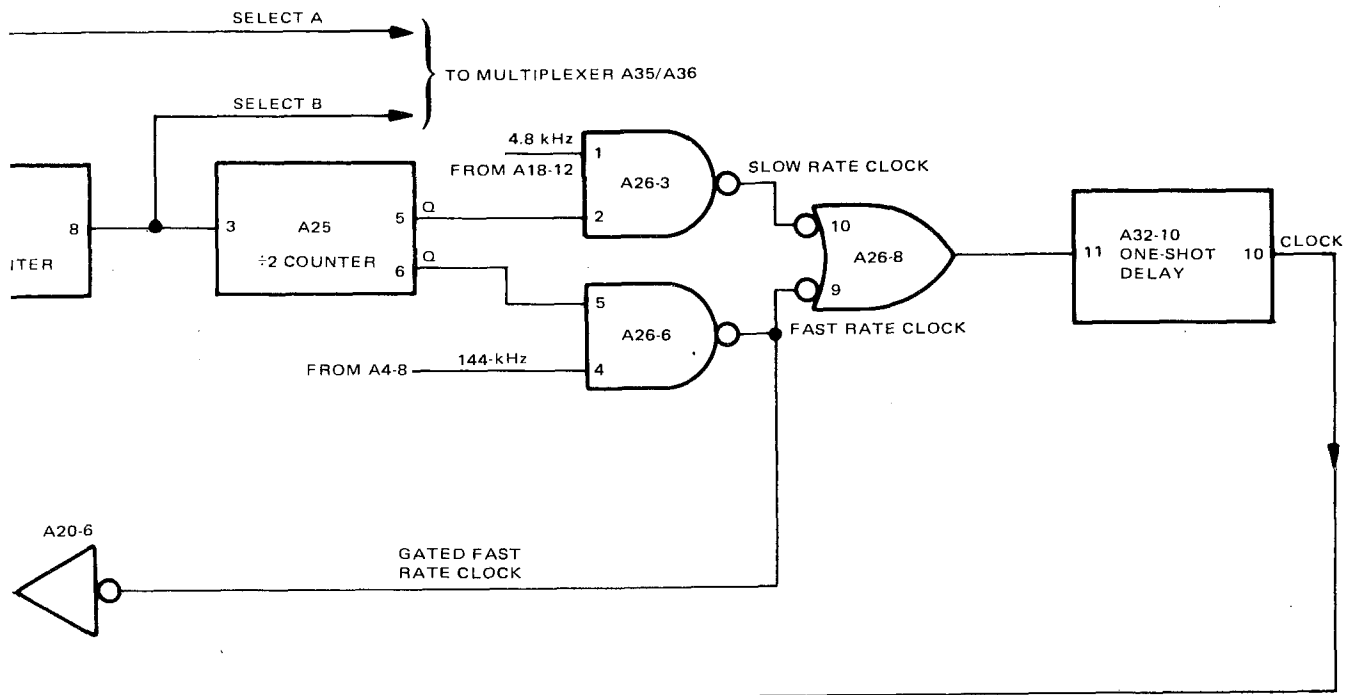 SELECT A
TO MULTIPLEXER A35/A36
SELECT B
4.8 kHz
FROM A18-12
1
2
A26-3
SLOW RATE CLOCK
8
NTER
3
A25
÷2 COUNTER
5
Q
6
Q
10
9
A26-8
FAST RATE CLOCK
11
A32-10
ONE-SHOT
DELAY
10
CLOCK
5
4
A26-6
FROM A4-8
144-kHz
A20-6
GATED FAST
RATE CLOCK